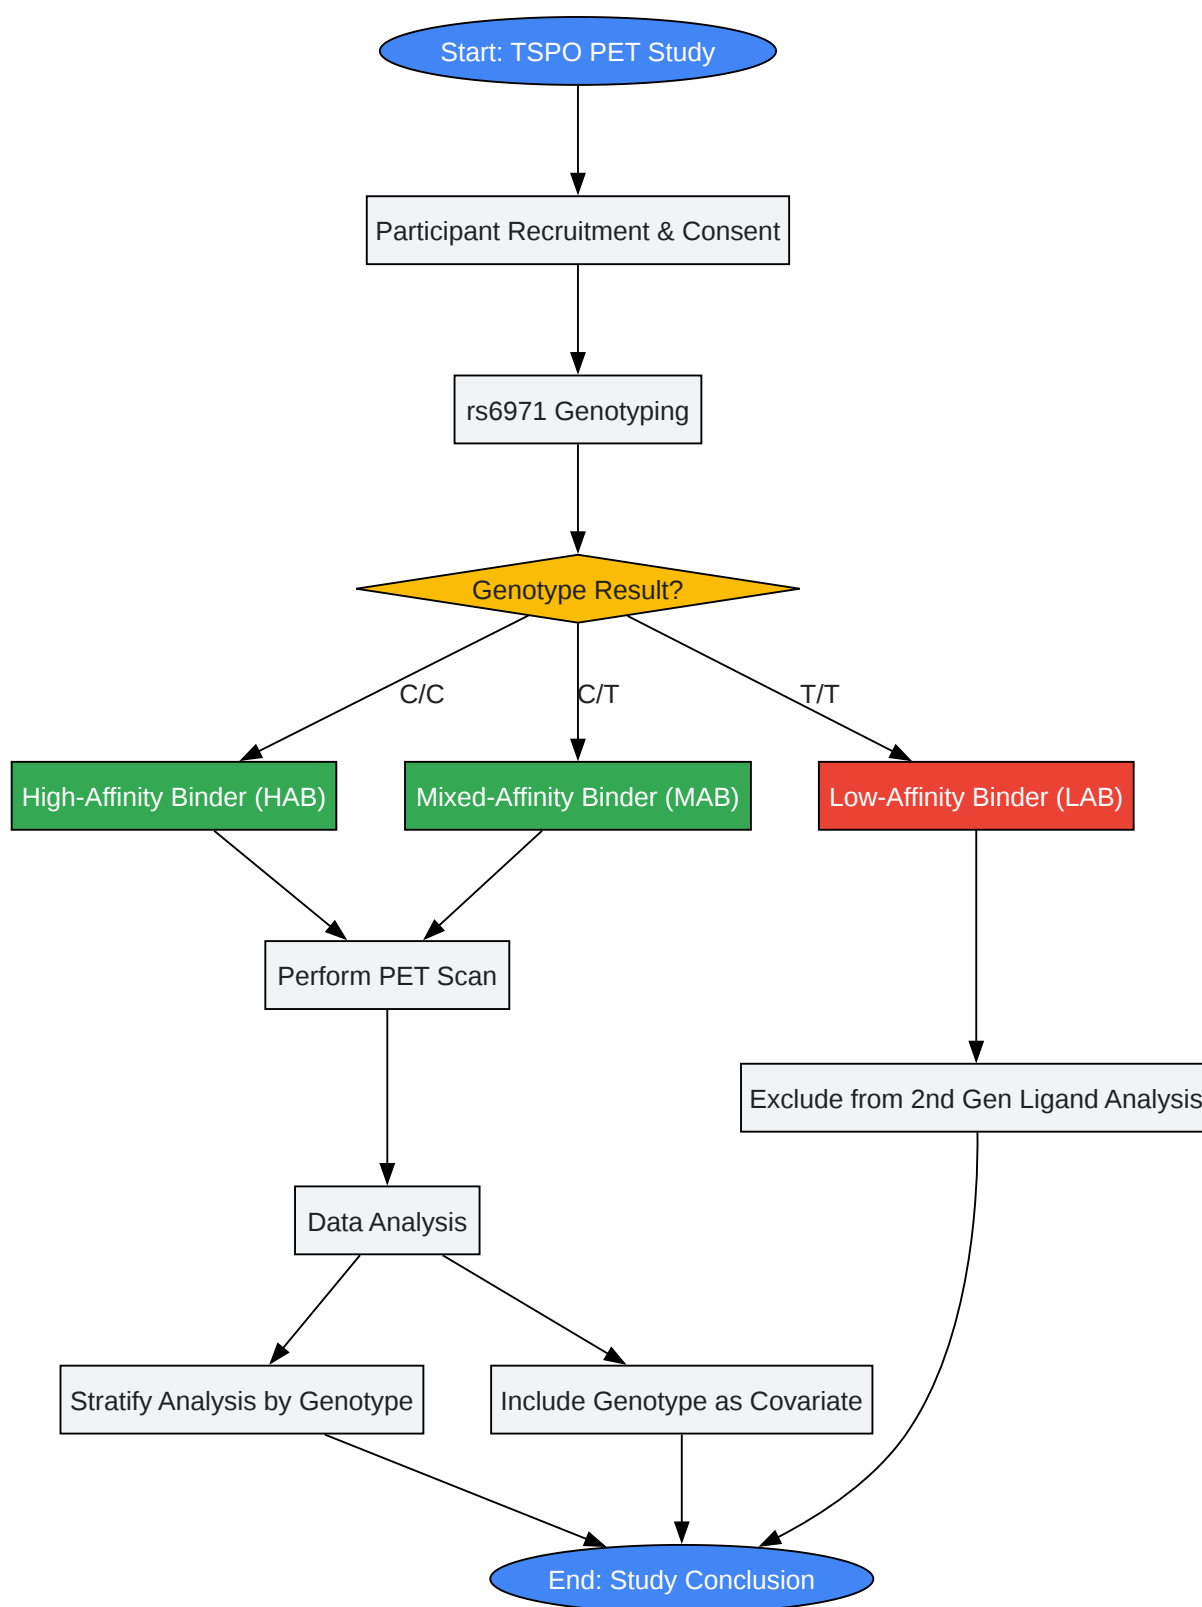 Start: TSPO PET Study
Participant Recruitment & Consent
rs6971 Genotyping
Genotype Result?
C/C
C/T
T/T
High-Affinity Binder (HAB)
Mixed-Affinity Binder (MAB)
Low-Affinity Binder (LAB)
Perform PET Scan
Exclude from 2nd Gen Ligand Analysis
Data Analysis
Stratify Analysis by Genotype
Include Genotype as Covariate
End: Study Conclusion